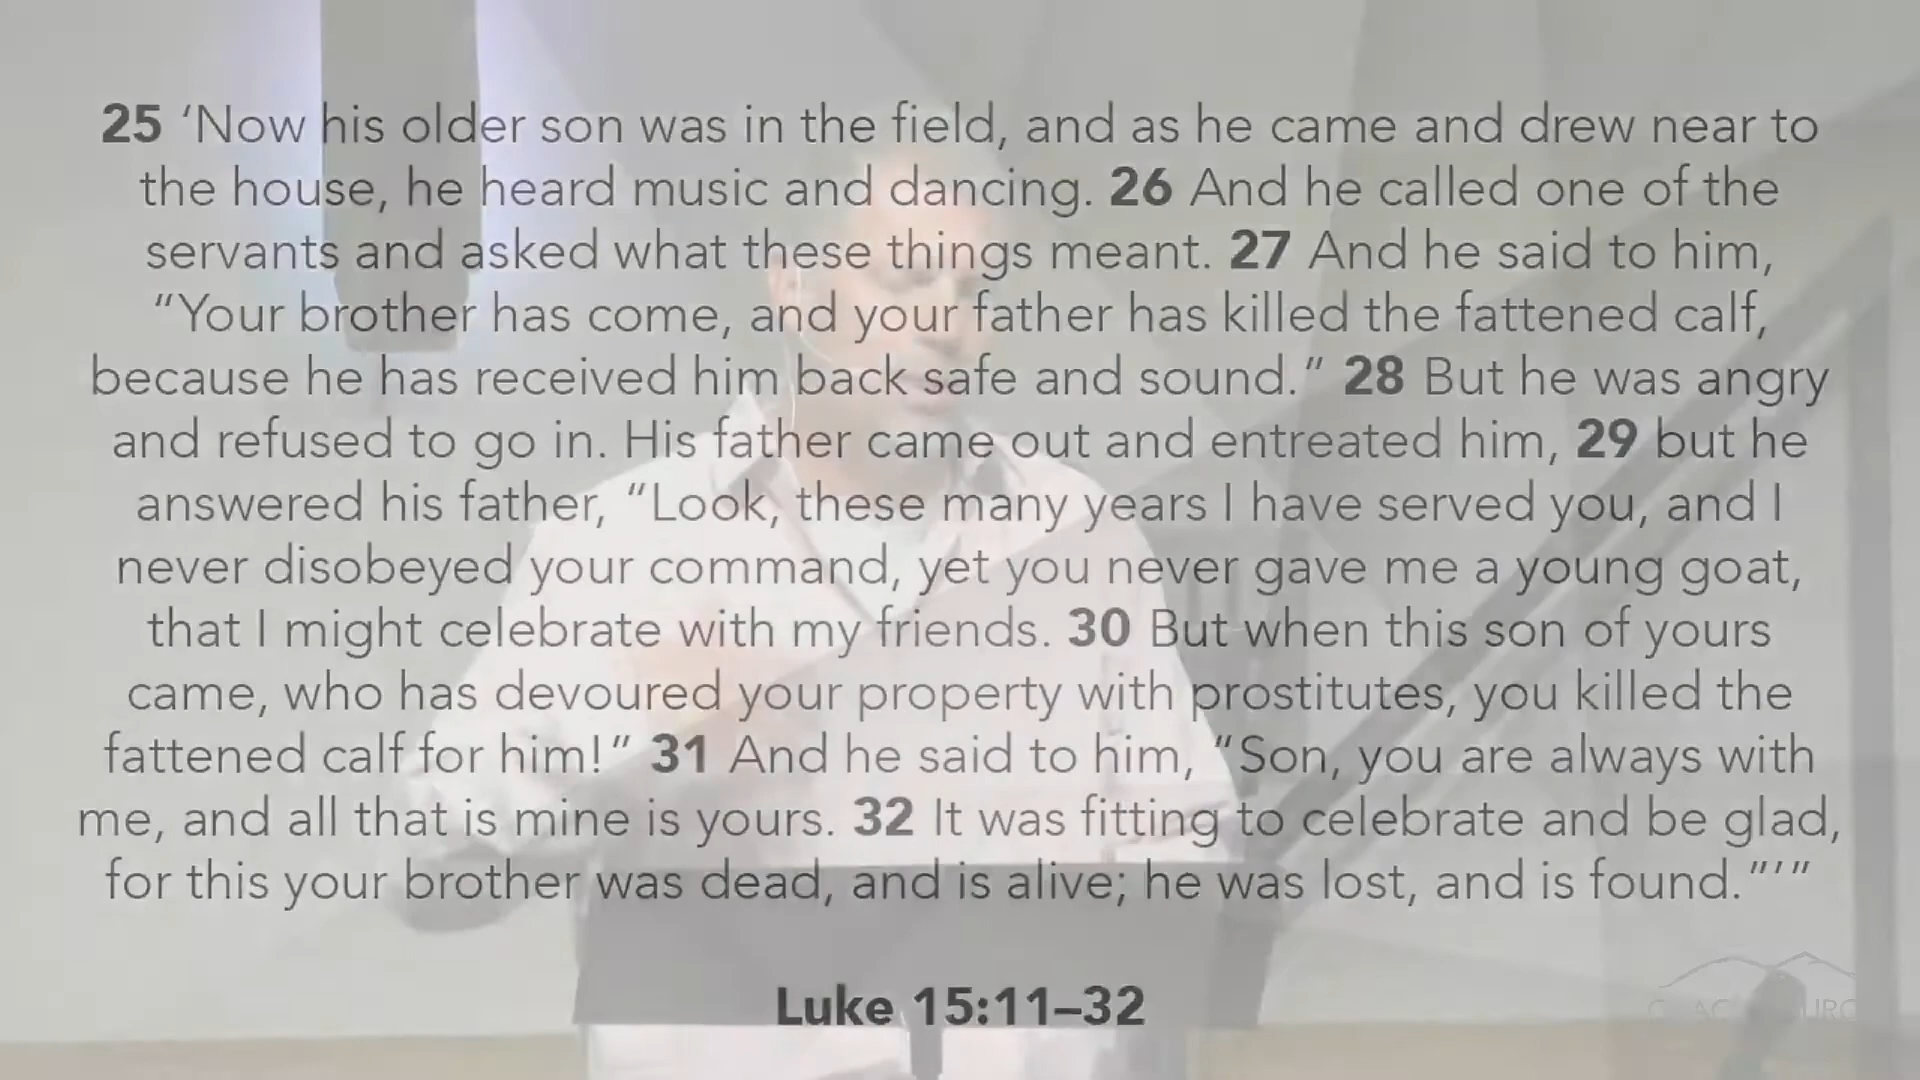 25 ‘Now his older son was in the field, and as he came and drew near to
the house, he heard music and dancing. 26 And he called one of the
servants and asked what these things meant. 27 And he said to him,
“Your brother has come, and your father has killed the fattened calf,
because he has received him back safe and sound.” 28 But he was angry
and refused to go in. His father came out and entreated him, 29 but he
answered his father, “Look, these many years I have served you, and I
never disobeyed your command, yet you never gave me a young goat,
that I might celebrate with my friends. 30 But when this son of yours
came, who has devoured your property with prostitutes, you killed the
fattened calf for him!” 31 And he said to him, “Son, you are always with
me, and all that is mine is yours. 32 It was fitting to celebrate and be glad,
for this your brother was dead, and is alive; he was lost, and is found.”’”
Luke 15:11–32